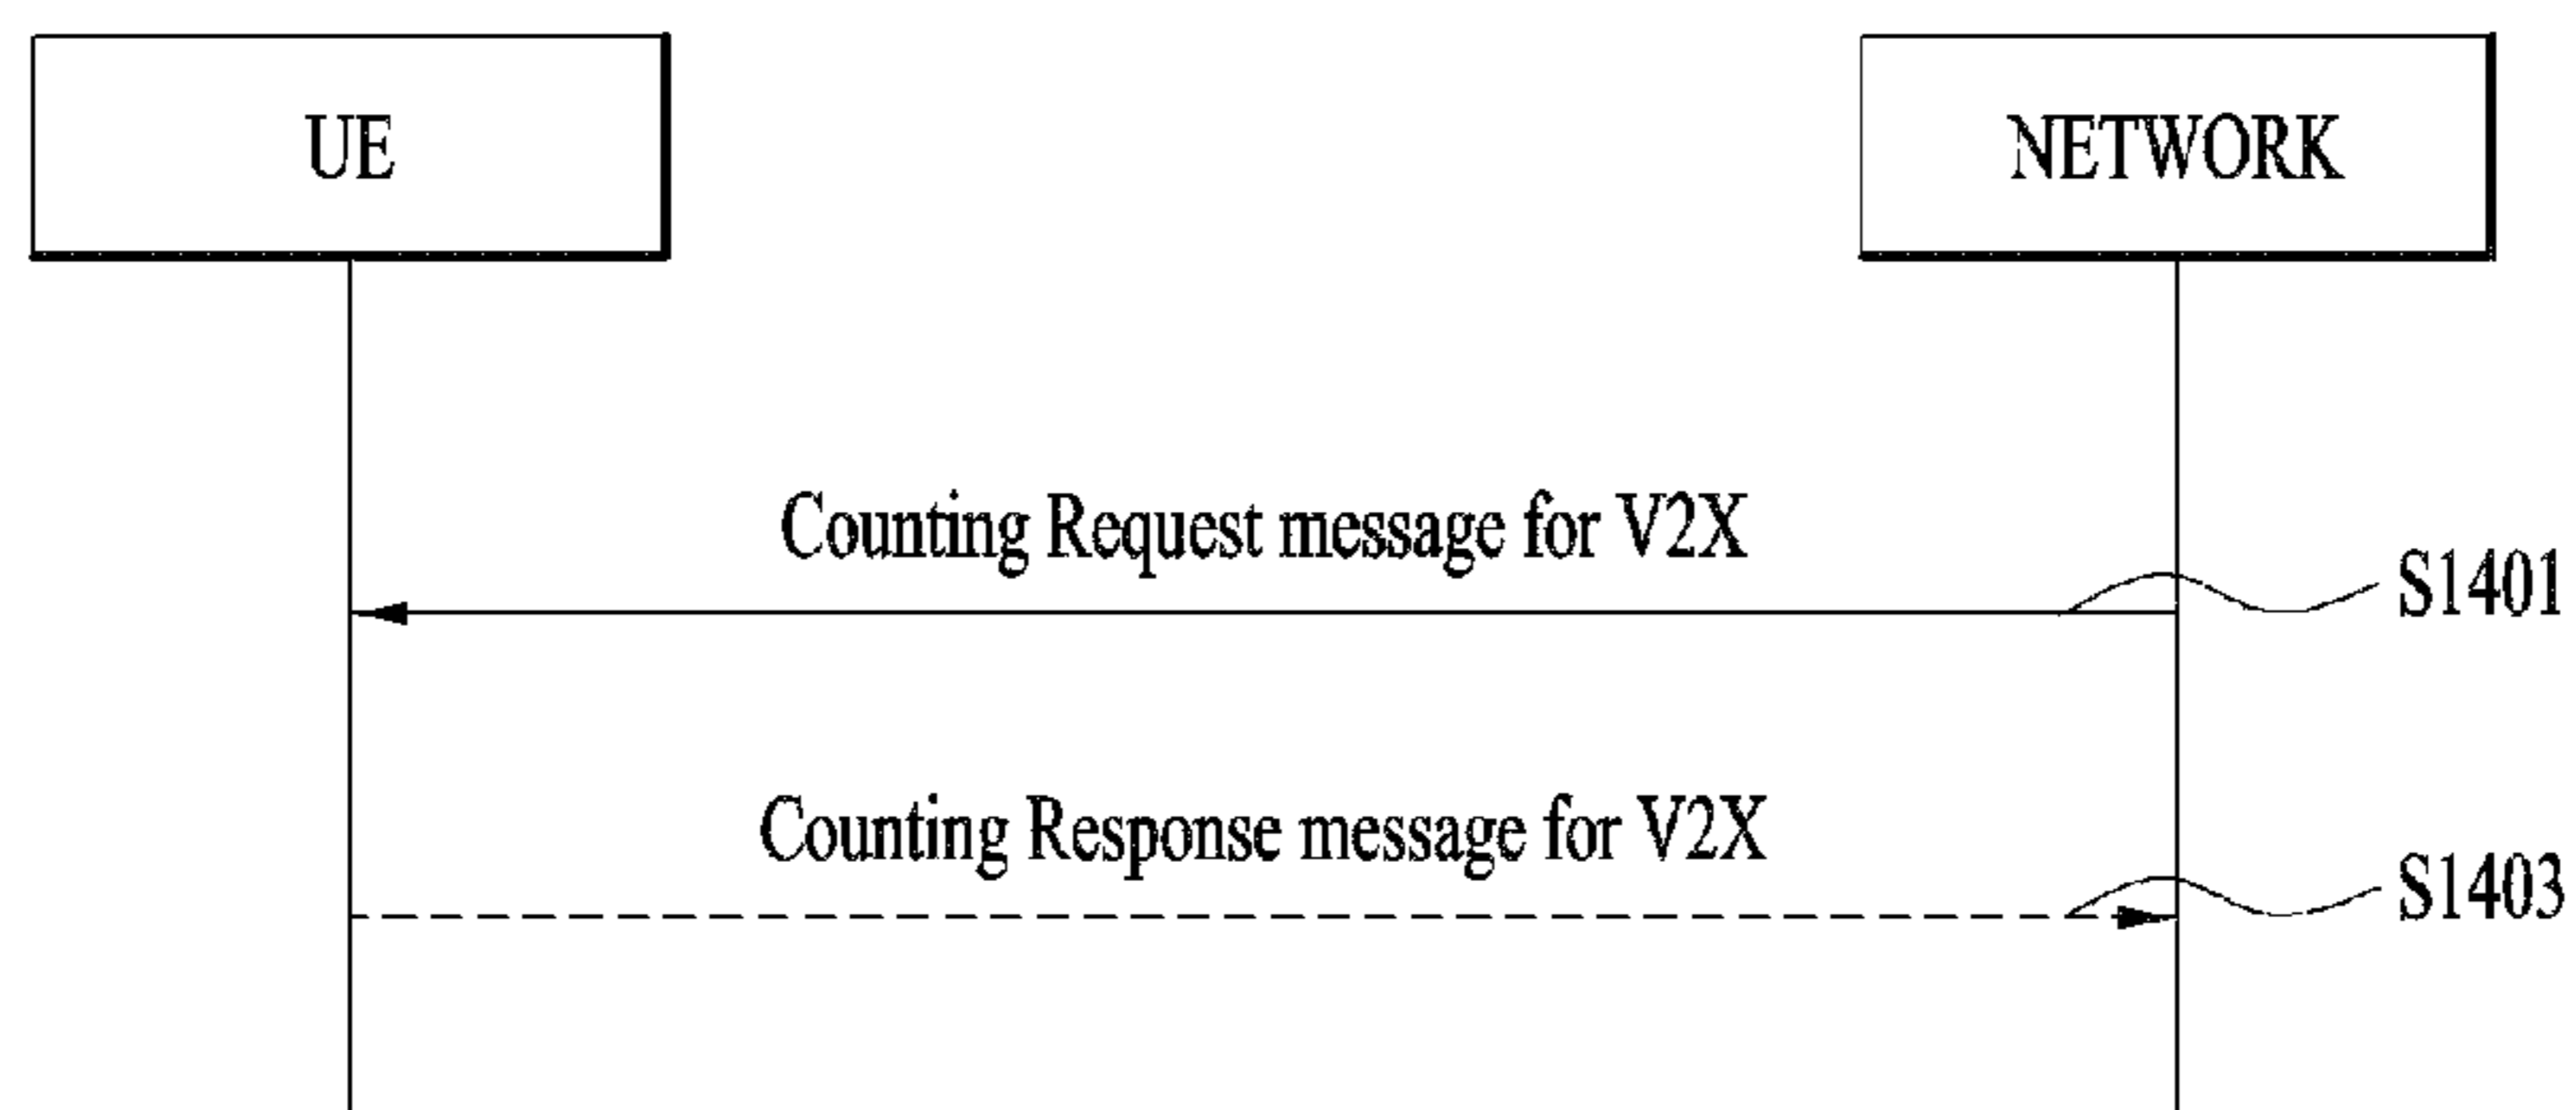 UE
NETWORK
Counting Request message for V2X
S1401
Counting Response message for V2X
S1403